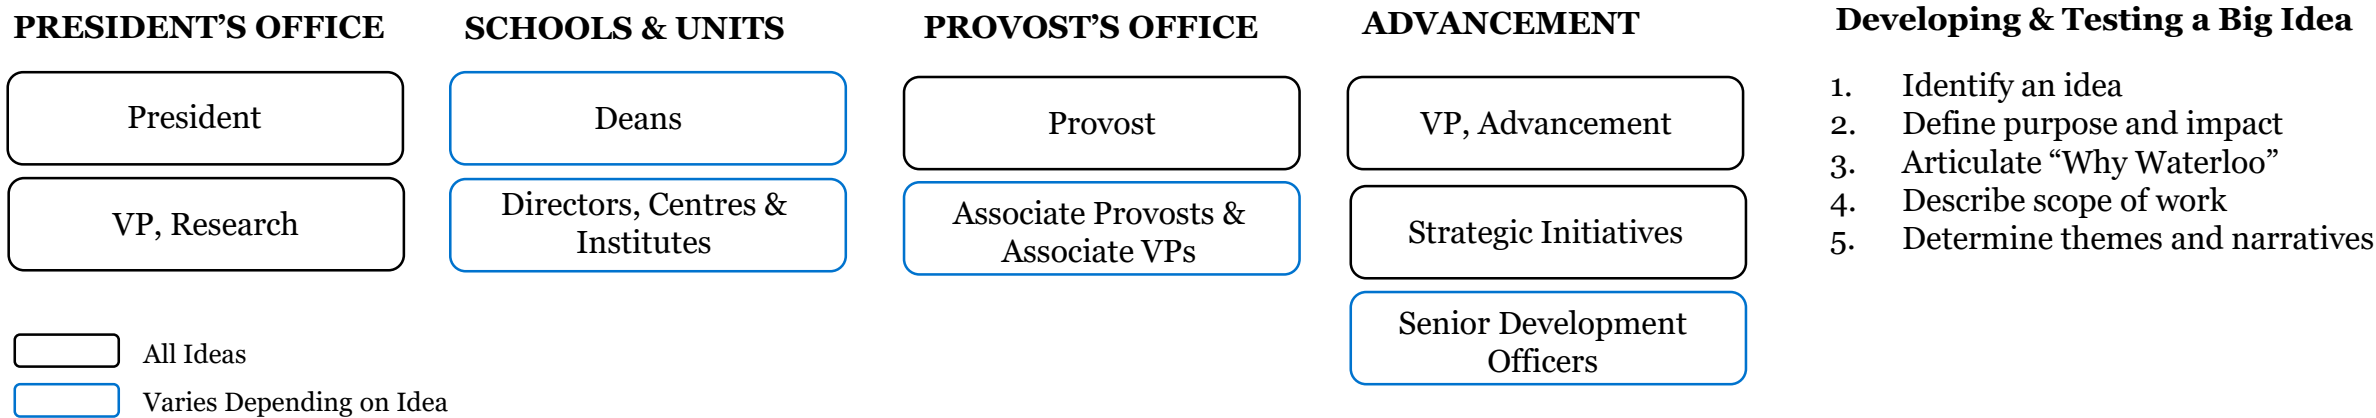 PRESIDENT’S OFFICE
President
VP, Research
SCHOOLS & UNITS
Deans
Directors, Centres &
Institutes
PROVOST’S OFFICE
Provost
Associate Provosts &
Associate VPs
ADVANCEMENT
VP, Advancement
Strategic Initiatives
Senior Development
Officers
Developing & Testing a Big Idea
1. Identify an idea
2. Define purpose and impact
3. Articulate “Why Waterloo”
4. Describe scope of work
5. Determine themes and narratives
All Ideas
Varies Depending on Idea